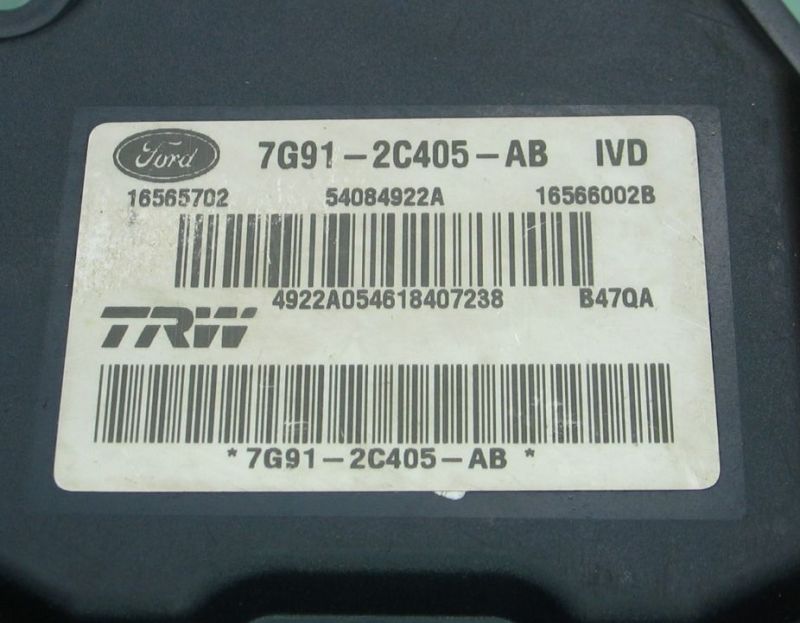 Ford 7G91-2C405-AB IVD
16565702 54084922A 16566002B
4922A054618407238 B47QA
TRW
*7G91-2C405-AB*